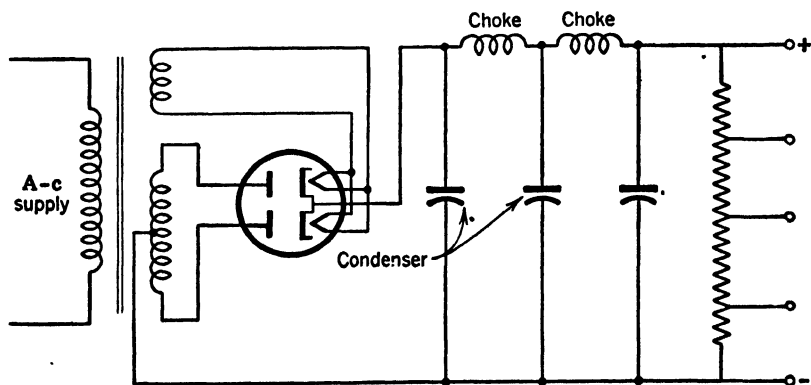 Choke
Choke
A-c
supply
Condenser
+
-